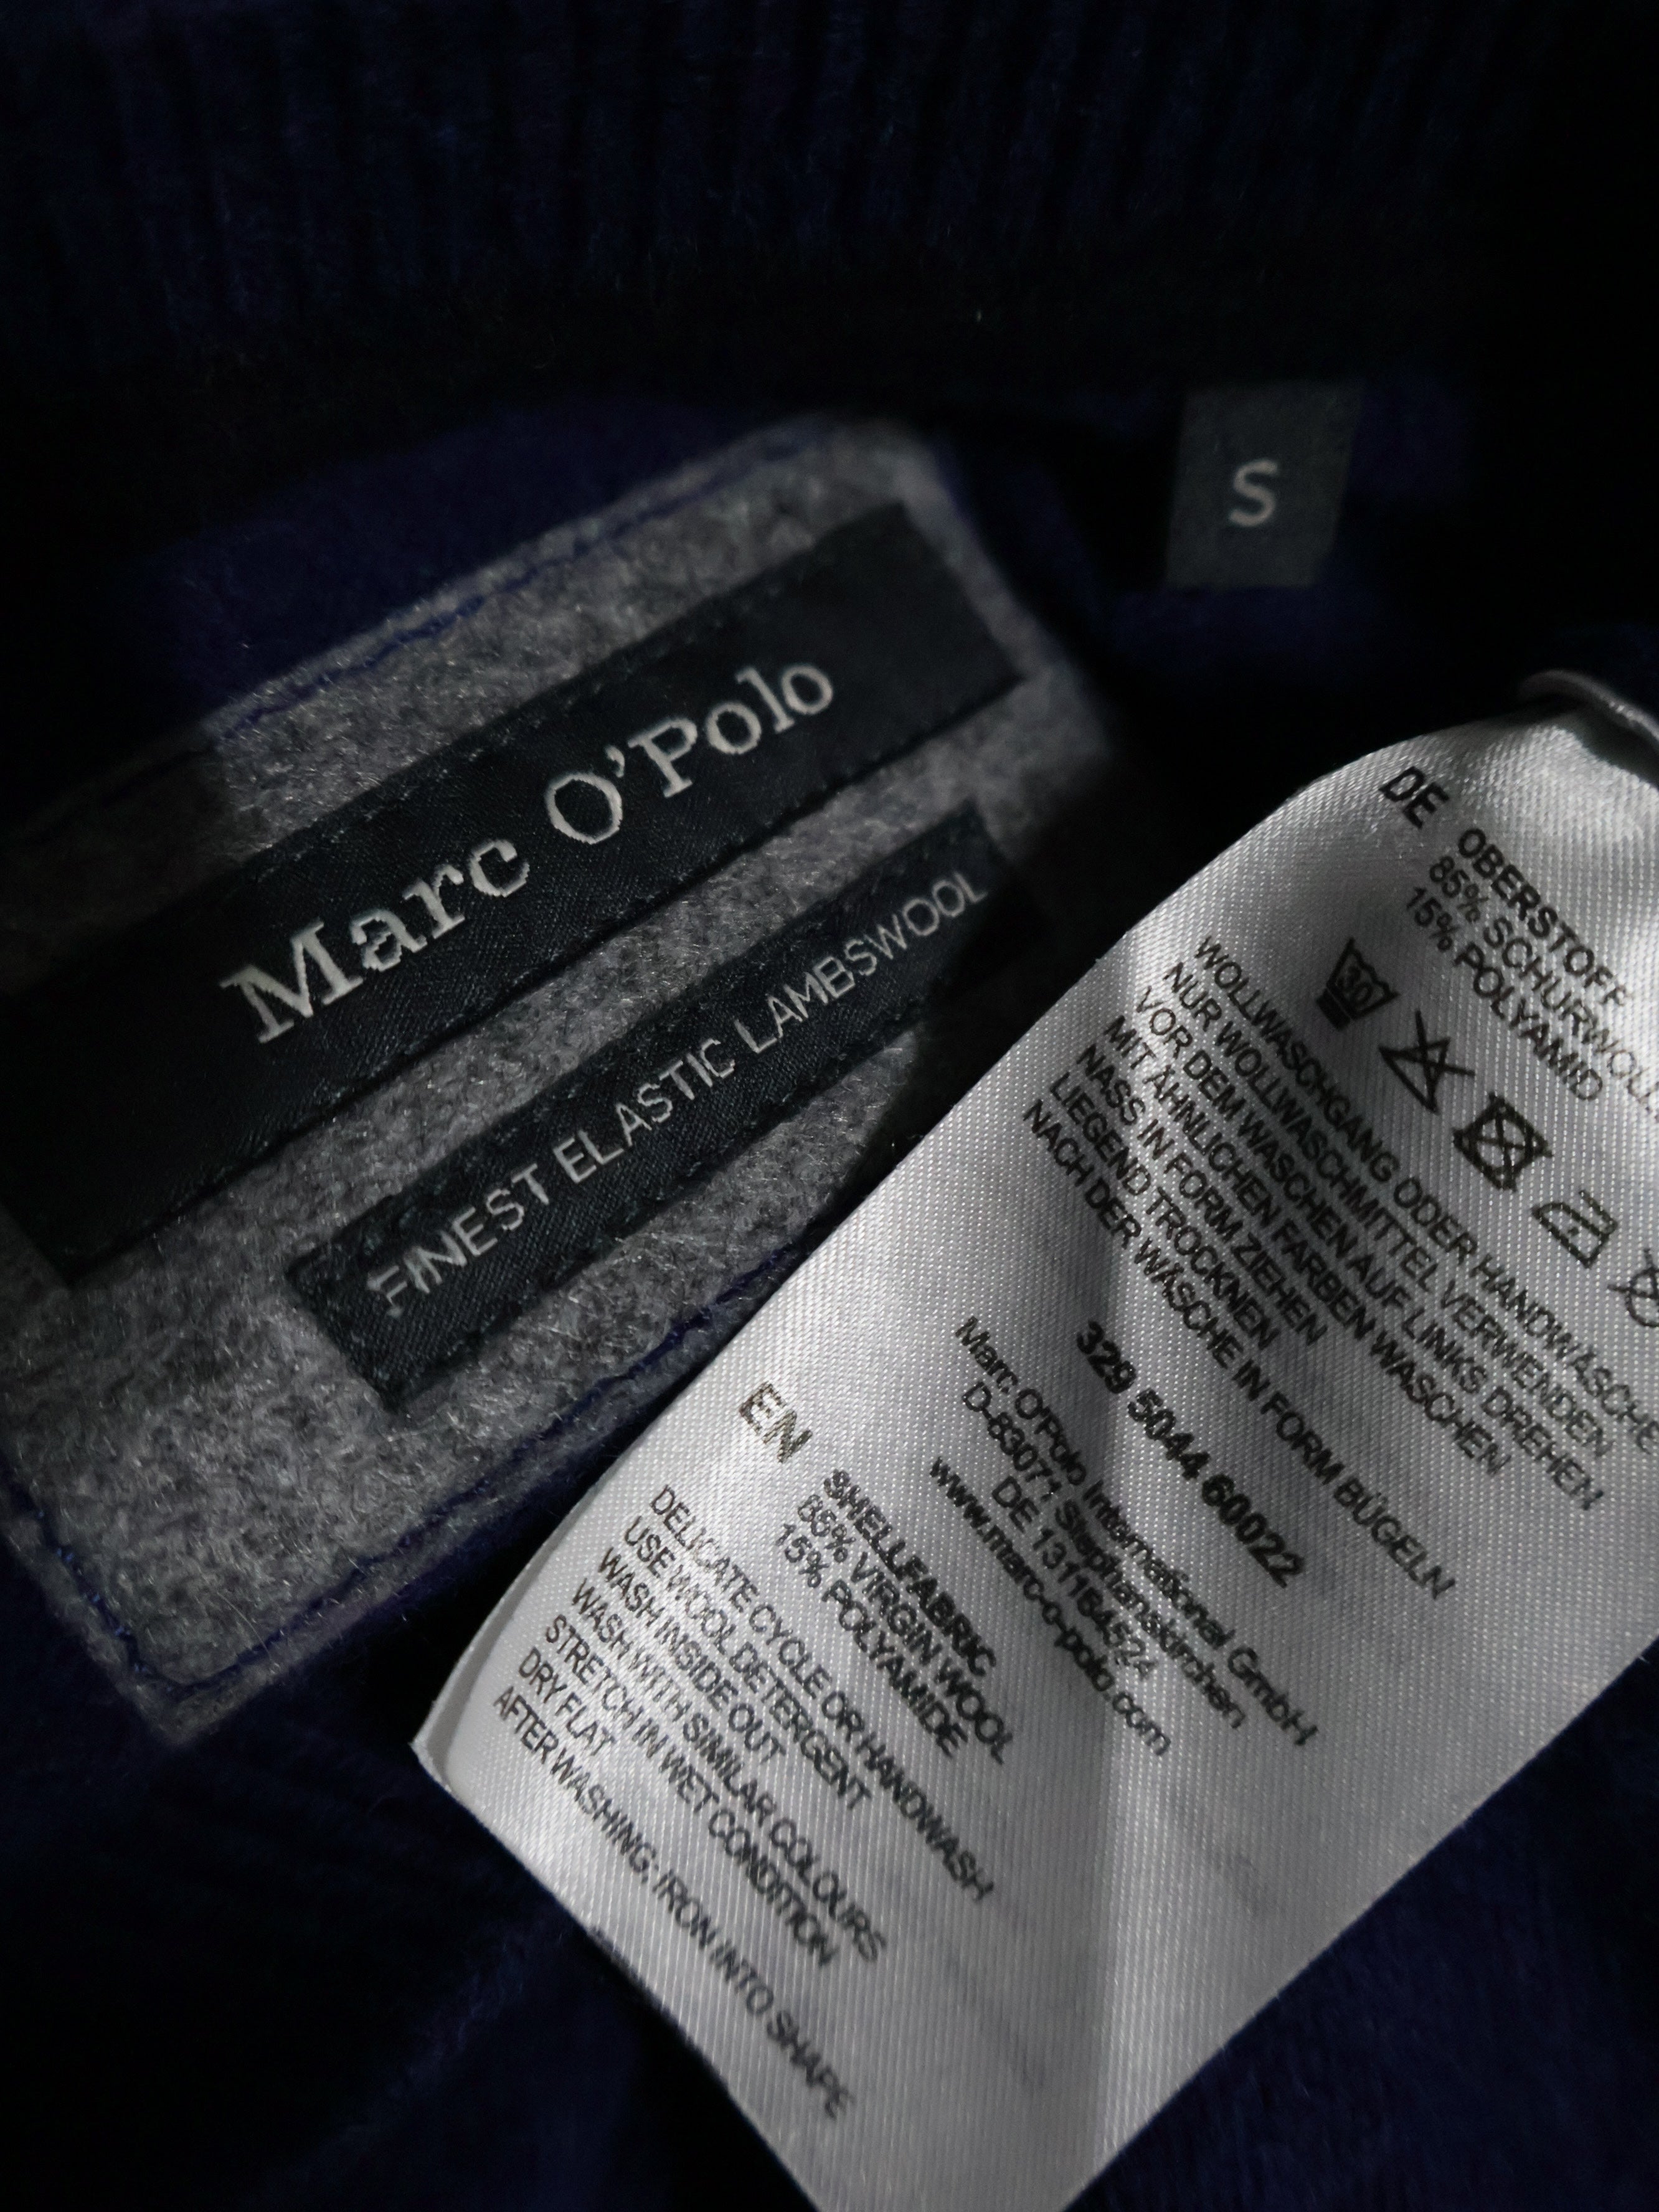 S
Marc O'Polo
FINEST ELASTIC LAMBSWOOL
DE
OBERSTOFF
85% SCHURWOLL
15% POLYAMID
30
WOLLWASCHGANG ODER HANDWÄSCHE
NUR WOLLWASCHMITTEL VERWENDEN
VOR DEM WASCHEN AUF LINKS DREHEN
MIT ÄHNLICHEN FARBEN WASCHEN
NASS IN FORM ZIEHEN
LIEGEND TROCKNEN
NACH DER WÄSCHE IN FORM BÜGELN
329 5044 60022
Marc O'Polo International GmbH
D-83071 Stephanskirchen
DE 131164524
www.marc-o-polo.com
EN
SHELLFABRIC
85% VIRGIN WOOL
15% POLYAMIDE
DELICATE CYCLE OR HANDWASH
USE WOOL DETERGENT
WASH INSIDE OUT
WASH WITH SIMILAR COLOURS
STRETCH IN WET CONDITION
DRY FLAT
AFTER WASHING: IRON INTO SHAPE